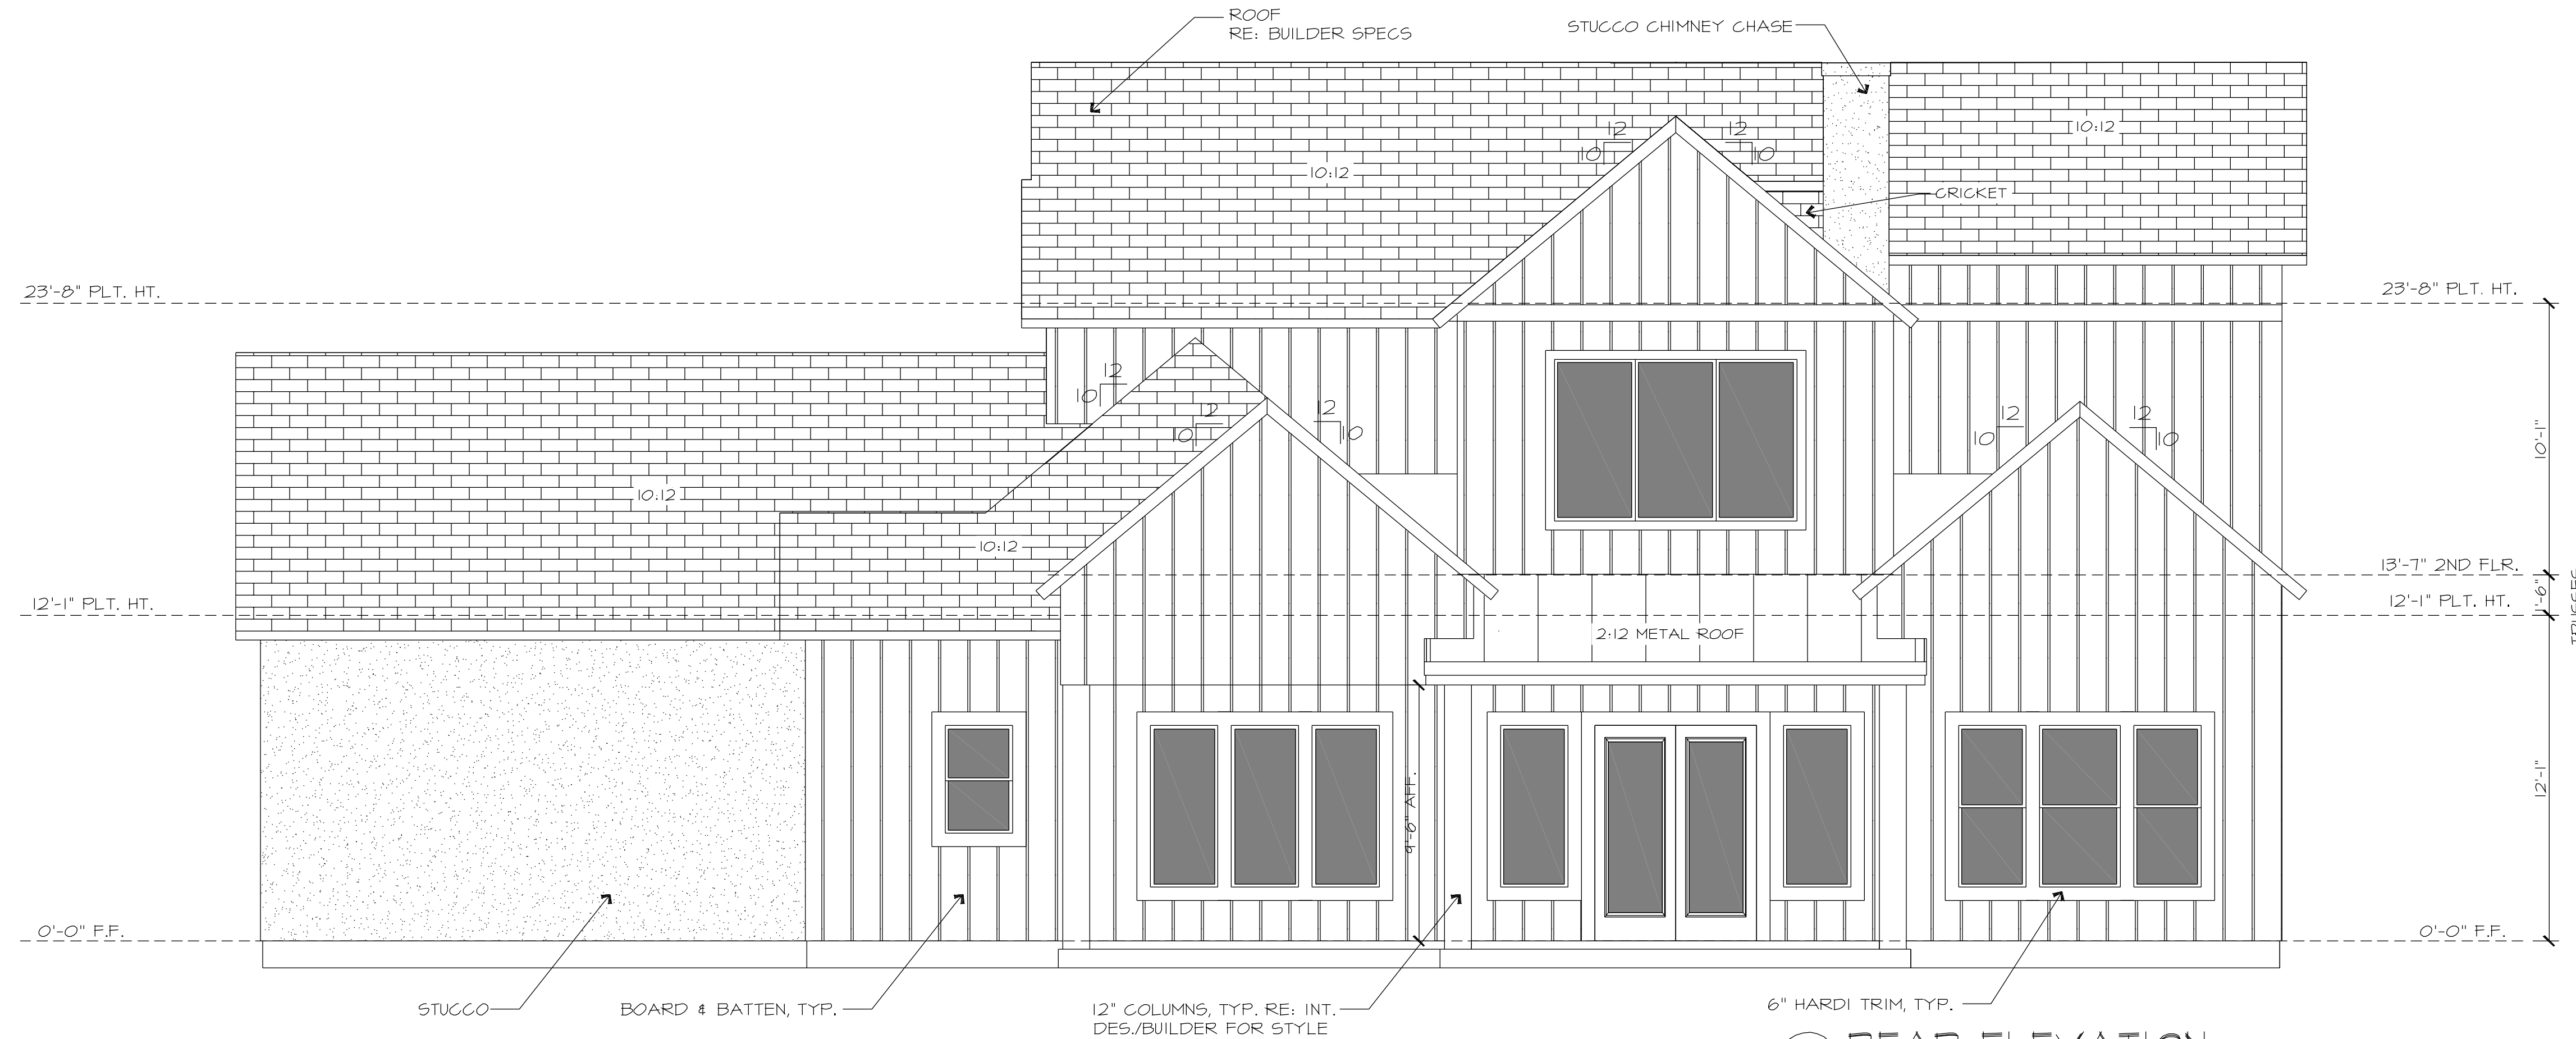 ROOF
RE: BUILDER SPECS
STUCCO CHIMNEY CHASE
10:12
12
12
10
10
10:12
CRICKET
23'-8" PLT. HT.
23'-8" PLT. HT.
12
10
12
10
12
10
12
10
12
10
10'-1"
10:12
10:12
13'-7" 2ND FLR.
1'-6"
12'-1" PLT. HT.
12'-1" PLT. HT.
2:12 METAL ROOF
9'-6" AFF.
12'-1"
0'-0" F.F.
0'-0" F.F.
STUCCO
BOARD & BATTEN, TYP.
12" COLUMNS, TYP. RE: INT.
DES./BUILDER FOR STYLE
6" HARDI TRIM, TYP.
REAR ELEVATION